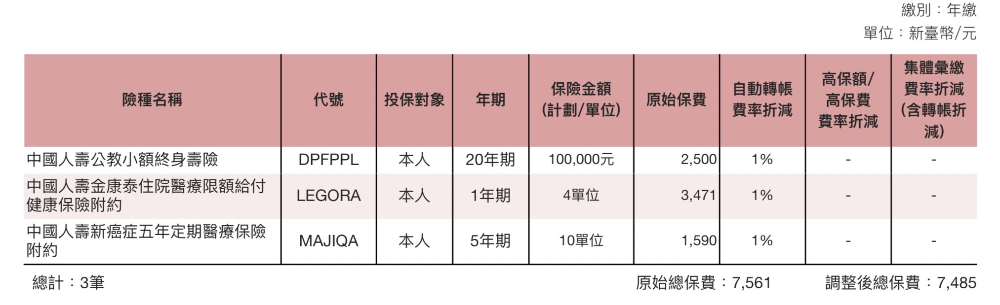 繳別：年繳
單位：新臺幣/元
險種名稱 代號 投保對象 年期 保險金額(計劃/單位) 原始保費 自動轉帳費率折減 高保額/高保費費率折減 集體彙繳費率折減(含轉帳折減)
中國人壽公教小額終身壽險 DPFPPL 本人 20年期 100,000元 2,500 1% - -
中國人壽金康泰住院醫療限額給付
健康保險附約 LEGORA 本人 1年期 4單位 3,471 1% - -
中國人壽新癌症五年定期醫療保險
附約 MAJIQA 本人 5年期 10單位 1,590 1% - -
總計：3筆 原始總保費：7,561 調整後總保費：7,485